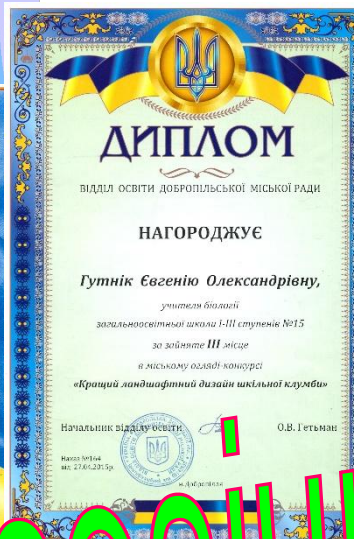 ДИПЛОМ
ВІДДІЛ ОСВІТИ ДОБРОПІЛЬСЬКОЇ МІСЬКОЇ РАДИ
НАГОРОДЖУЄ
Гутнік Євгенію Олександрівну,
учителя біології
загальноосвітньої школи І-ІІІ ступенів №15
за зайняте ІІІ місце
в міському огляді-конкурсі
«Кращий ландшафтний дизайн шкільної клумби»
Начальник відділу освіти О.В. Гетьман
Наказ №164
від 27.04.2015р.
м.Добропілля